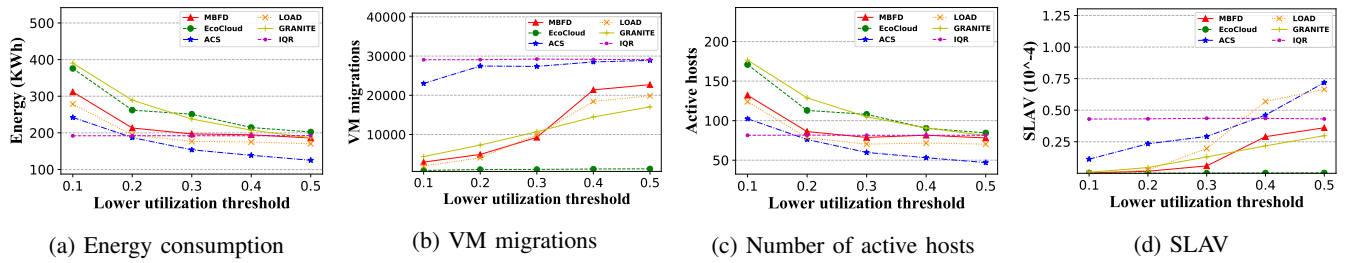 Energy (KWh)
500
400
300
200
100
MBFD
EcoCloud
ACS
LOAD
GRANITE
IQR
0.1 0.2 0.3 0.4 0.5
Lower utilization threshold
(a) Energy consumption
VM migrations
40000
30000
20000
10000
MBFD
EcoCloud
ACS
LOAD
GRANITE
IQR
0.1 0.2 0.3 0.4 0.5
Lower utilization threshold
(b) VM migrations
Active hosts
200
150
100
50
MBFD
EcoCloud
ACS
LOAD
GRANITE
IQR
0.1 0.2 0.3 0.4 0.5
Lower utilization threshold
(c) Number of active hosts
SLAV (10^-4)
1.25
1.00
0.75
0.50
0.25
MBFD
EcoCloud
ACS
LOAD
GRANITE
IQR
0.1 0.2 0.3 0.4 0.5
Lower utilization threshold
(d) SLAV